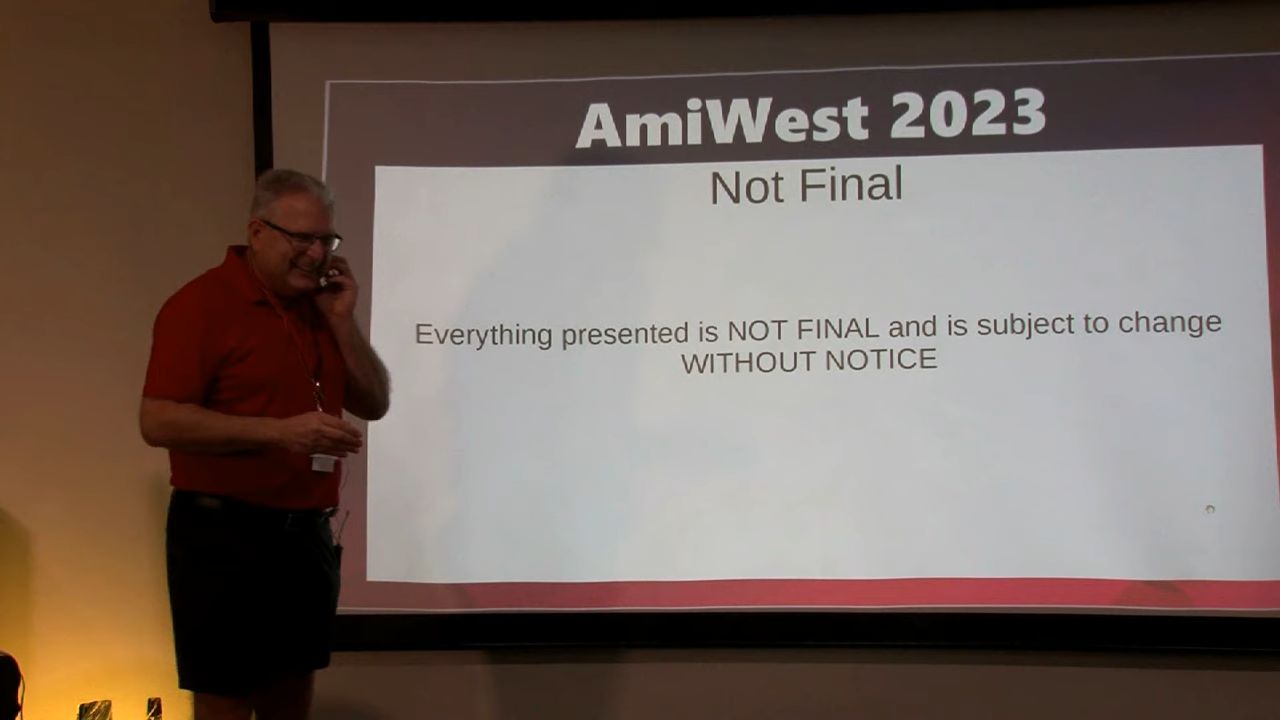 AmiWest 2023
Not Final
Everything presented is NOT FINAL and is subject to change
WITHOUT NOTICE